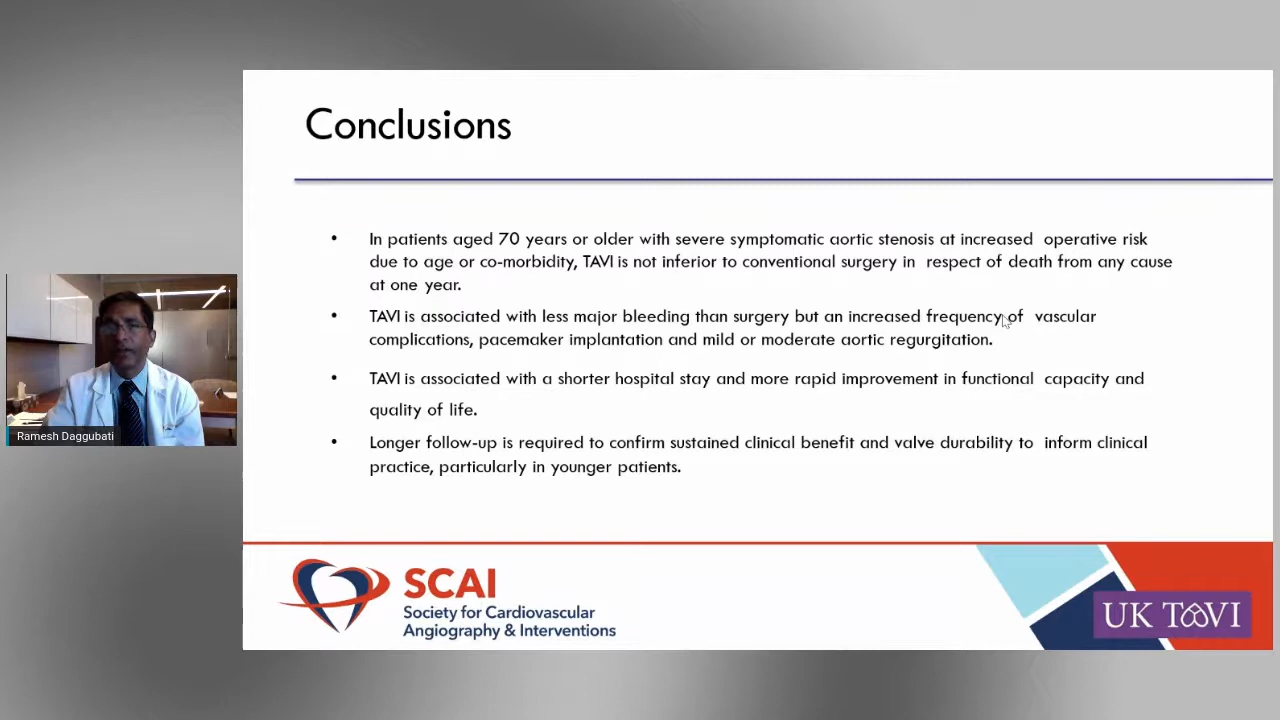 Conclusions
• In patients aged 70 years or older with severe symptomatic aortic stenosis at increased operative risk
due to age or co-morbidity, TAVI is not inferior to conventional surgery in respect of death from any cause
at one year.
• TAVI is associated with less major bleeding than surgery but an increased frequency of vascular
complications, pacemaker implantation and mild or moderate aortic regurgitation.
• TAVI is associated with a shorter hospital stay and more rapid improvement in functional capacity and
quality of life.
• Longer follow-up is required to confirm sustained clinical benefit and valve durability to inform clinical
practice, particularly in younger patients.
Ramesh Daggubati
SCAI
Society for Cardiovascular
Angiography & Interventions
UK TAVI